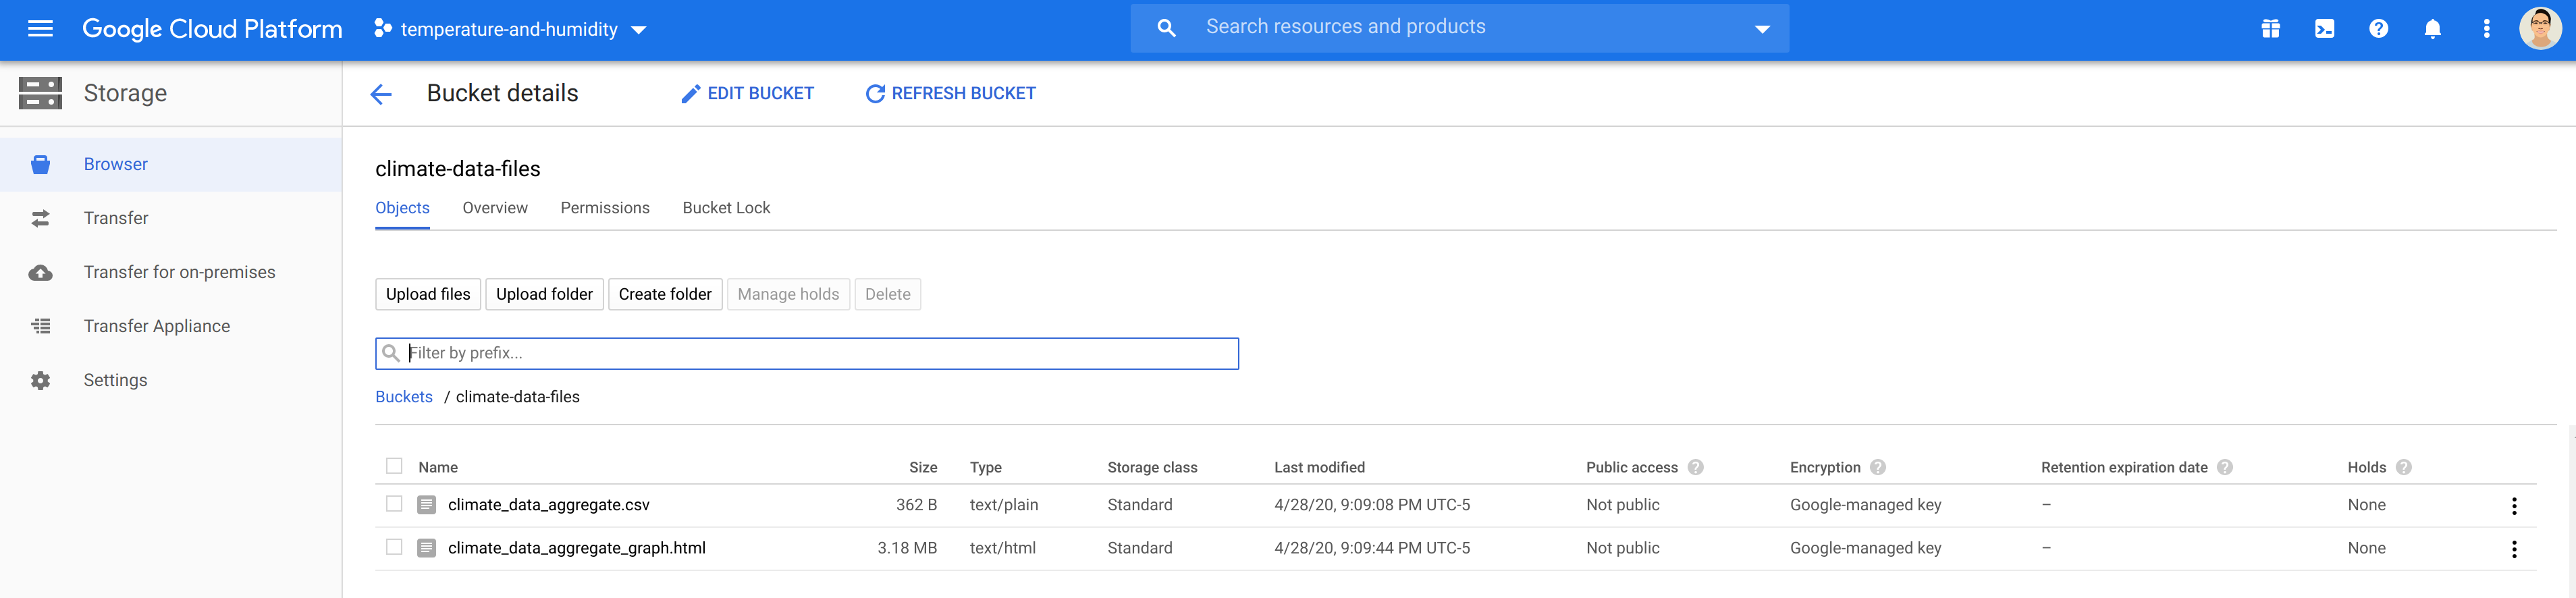 Google Cloud Platform temperature-and-humidity Search resources and products
Storage Bucket details EDIT BUCKET REFRESH BUCKET
Browser
Transfer
Transfer for on-premises
Transfer Appliance
Settings
climate-data-files
Objects Overview Permissions Bucket Lock
Upload files Upload folder Create folder Manage holds Delete
Filter by prefix...
Buckets / climate-data-files
Name Size Type Storage class Last modified Public access Encryption Retention expiration date Holds
climate_data_aggregate.csv 362 B text/plain Standard 4/28/20, 9:09:08 PM UTC-5 Not public Google-managed key – None
climate_data_aggregate_graph.html 3.18 MB text/html Standard 4/28/20, 9:09:44 PM UTC-5 Not public Google-managed key – None